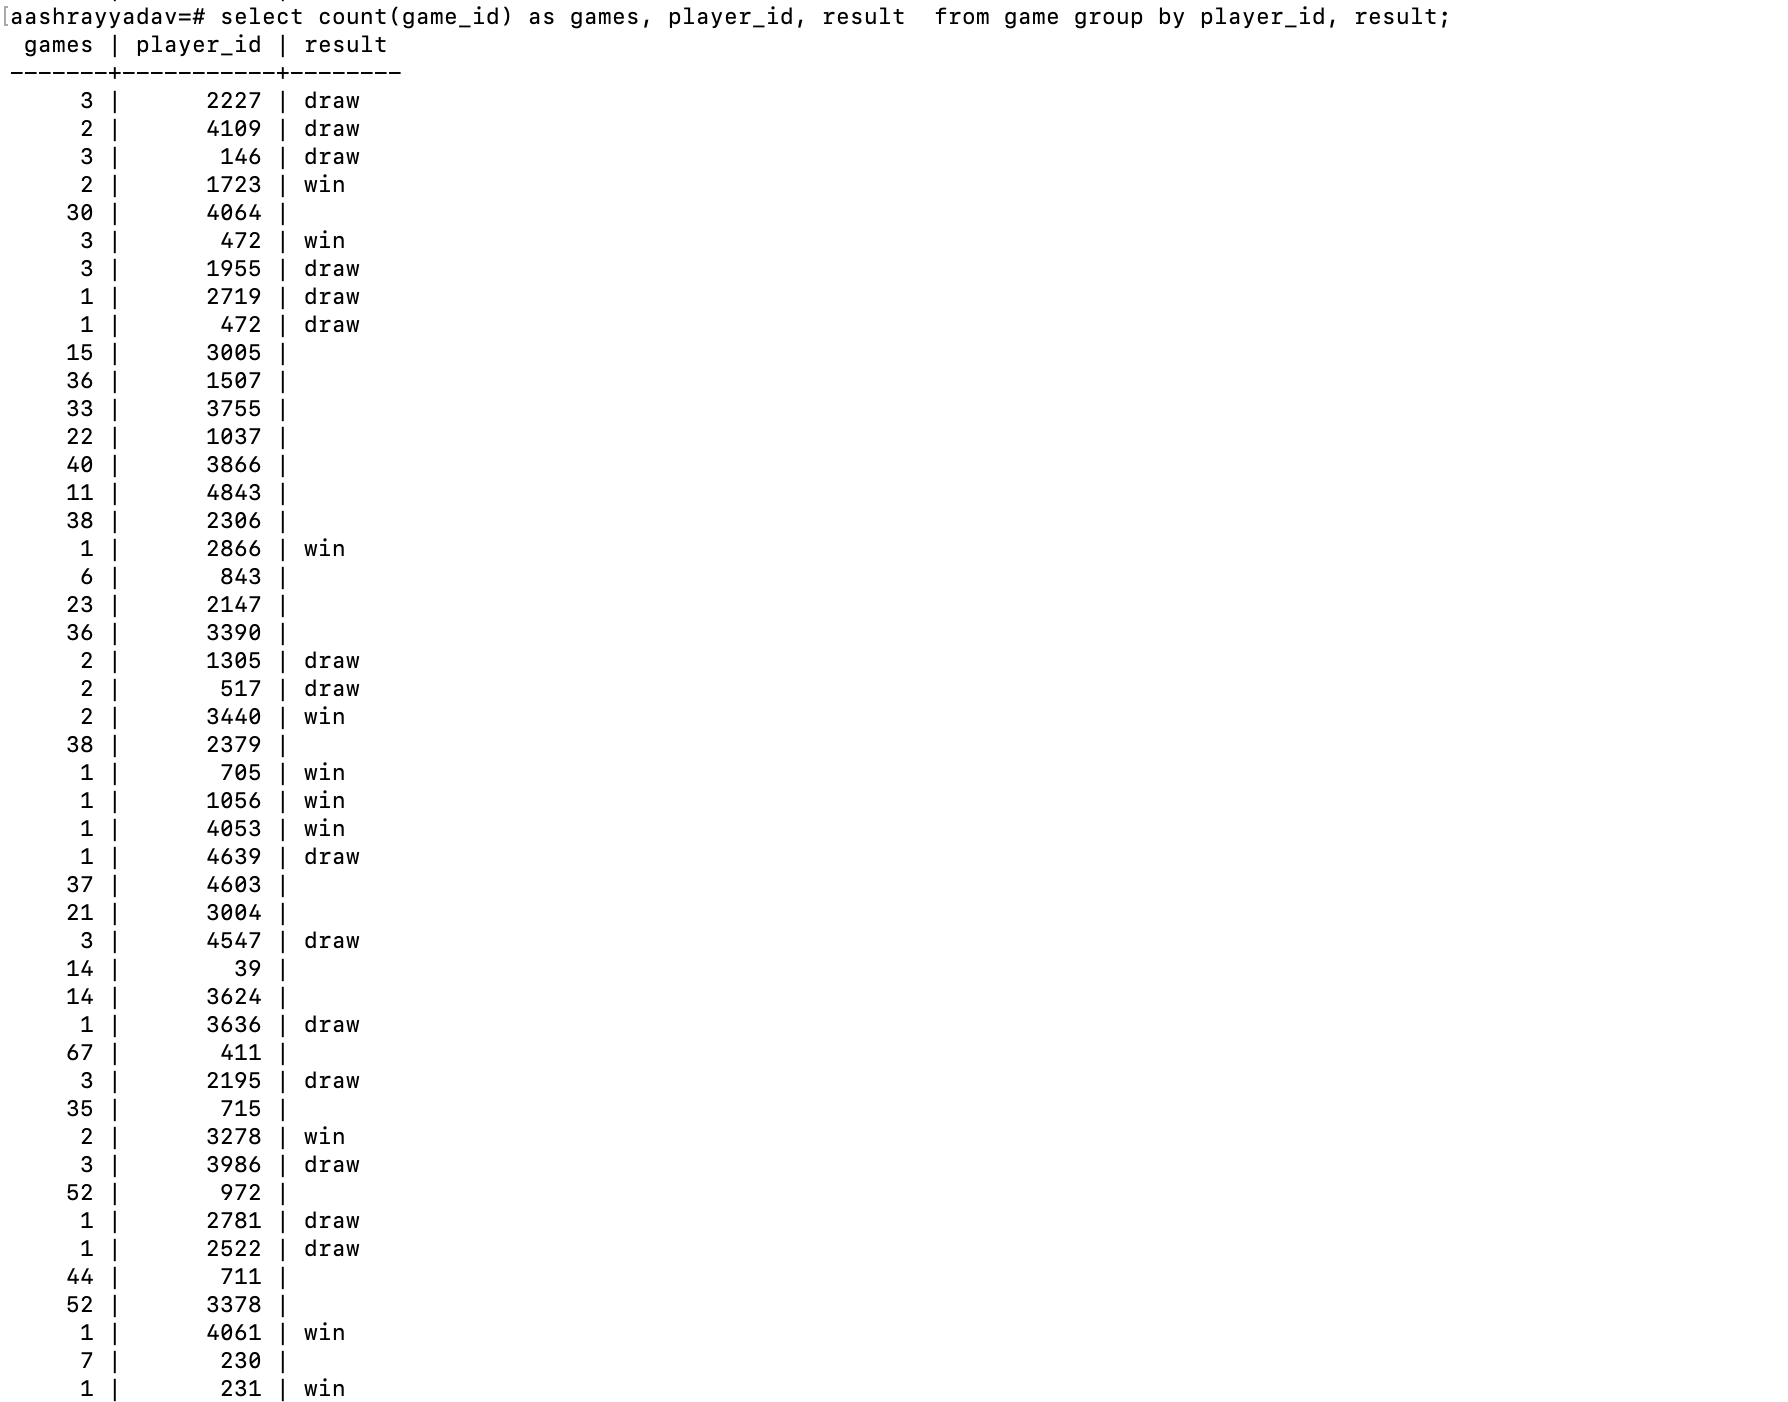 [aashrayyadav=# select count(game_id) as games, player_id, result  from game group by player_id, result;
 games | player_id | result
-------+-----------+--------
     3 |      2227 | draw
     2 |      4109 | draw
     3 |       146 | draw
     2 |      1723 | win
    30 |      4064 |
     3 |       472 | win
     3 |      1955 | draw
     1 |      2719 | draw
     1 |       472 | draw
    15 |      3005 |
    36 |      1507 |
    33 |      3755 |
    22 |      1037 |
    40 |      3866 |
    11 |      4843 |
    38 |      2306 |
     1 |      2866 | win
     6 |       843 |
    23 |      2147 |
    36 |      3390 |
     2 |      1305 | draw
     2 |       517 | draw
     2 |      3440 | win
    38 |      2379 |
     1 |       705 | win
     1 |      1056 | win
     1 |      4053 | win
     1 |      4639 | draw
    37 |      4603 |
    21 |      3004 |
     3 |      4547 | draw
    14 |        39 |
    14 |      3624 |
     1 |      3636 | draw
    67 |       411 |
     3 |      2195 | draw
    35 |       715 |
     2 |      3278 | win
     3 |      3986 | draw
    52 |       972 |
     1 |      2781 | draw
     1 |      2522 | draw
    44 |       711 |
    52 |      3378 |
     1 |      4061 | win
     7 |       230 |
     1 |       231 | win